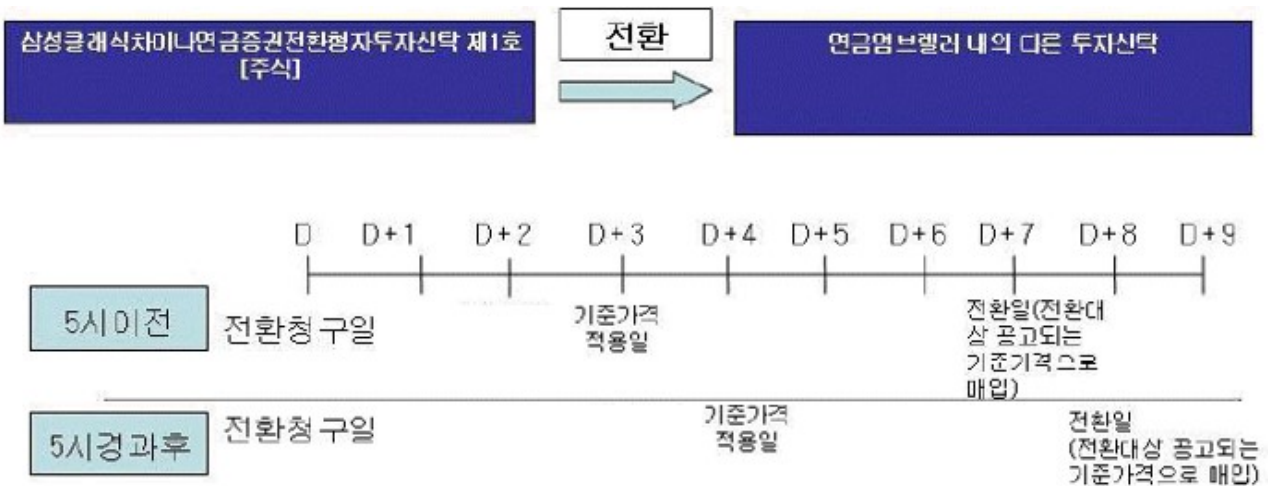 삼성클래식차이나연금증권전환형자투자신탁 제1호
[주식]
전환
연금엄브렐러 내의 다른 투자신탁
D D+1 D+2 D+3 D+4 D+5 D+6 D+7 D+8 D+9
5시이전
전환청구일
기준가격
적용일
전환일(전환대
상 공고되는
기준기격으로
매입)
5시경과후
전환청구일
기준가격
적용일
전환일
(전환대상 공고되는
기준가격으로 매입)